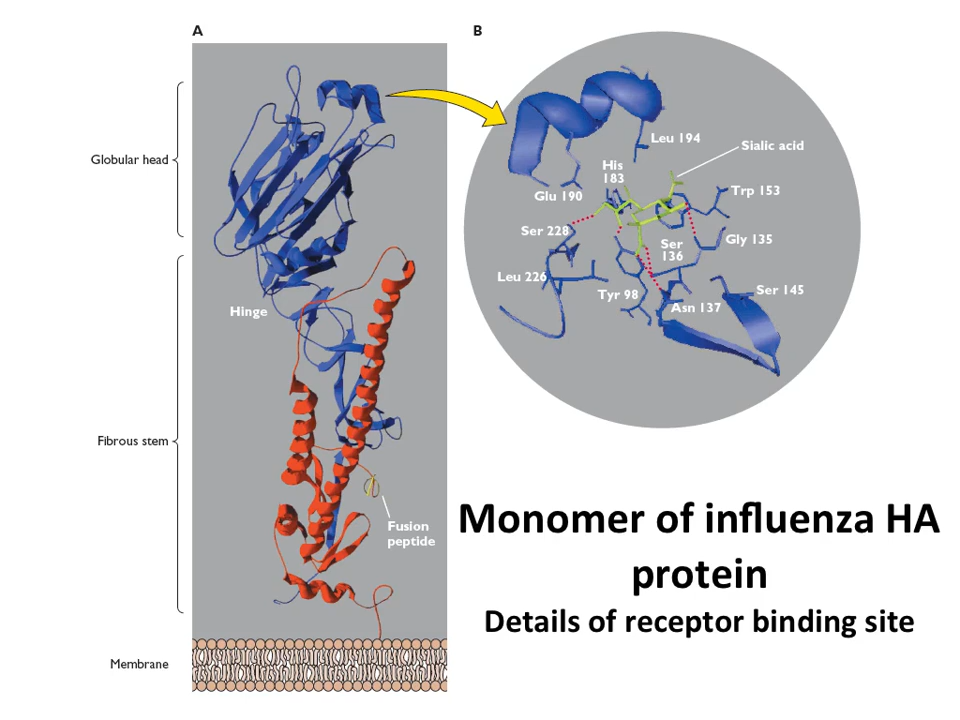 A
B
Globular head
Hinge
Fibrous stem
Fusion
peptide
Membrane
Leu 194
Sialic acid
His
183
Glu 190
Trp 153
Ser 228
Gly 135
Ser
136
Leu 226
Tyr 98
Ser 145
Asn 137
Monomer of influenza HA
protein
Details of receptor binding site